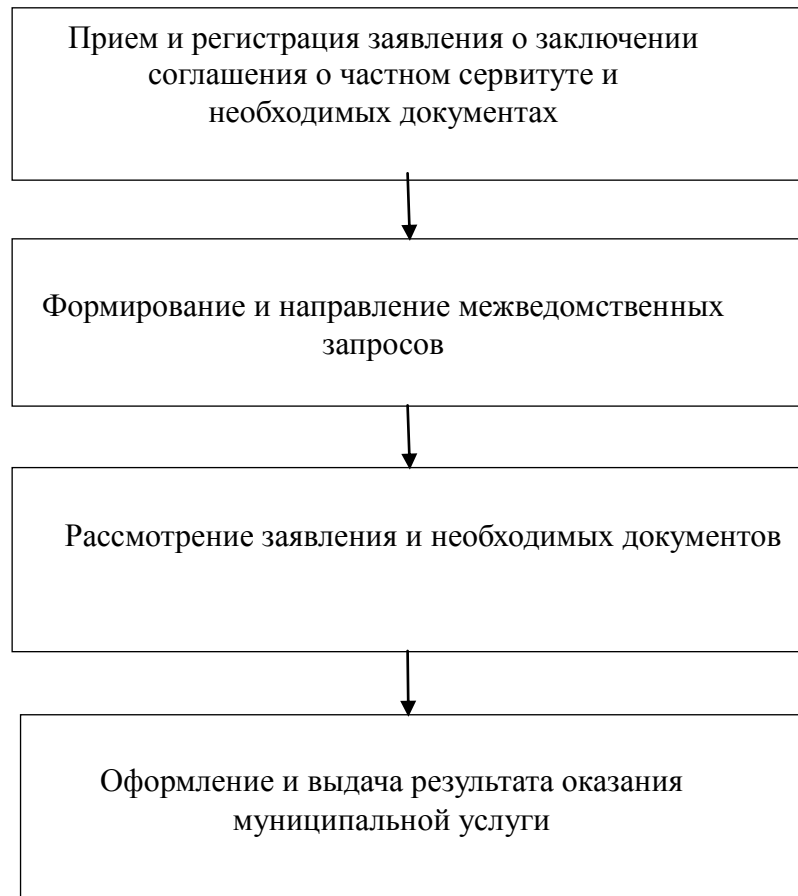 Прием и регистрация заявления о заключении
соглашения о частном сервитуте и
необходимых документах
Формирование и направление межведомственных
запросов
Рассмотрение заявления и необходимых документов
Оформление и выдача результата оказания
муниципальной услуги